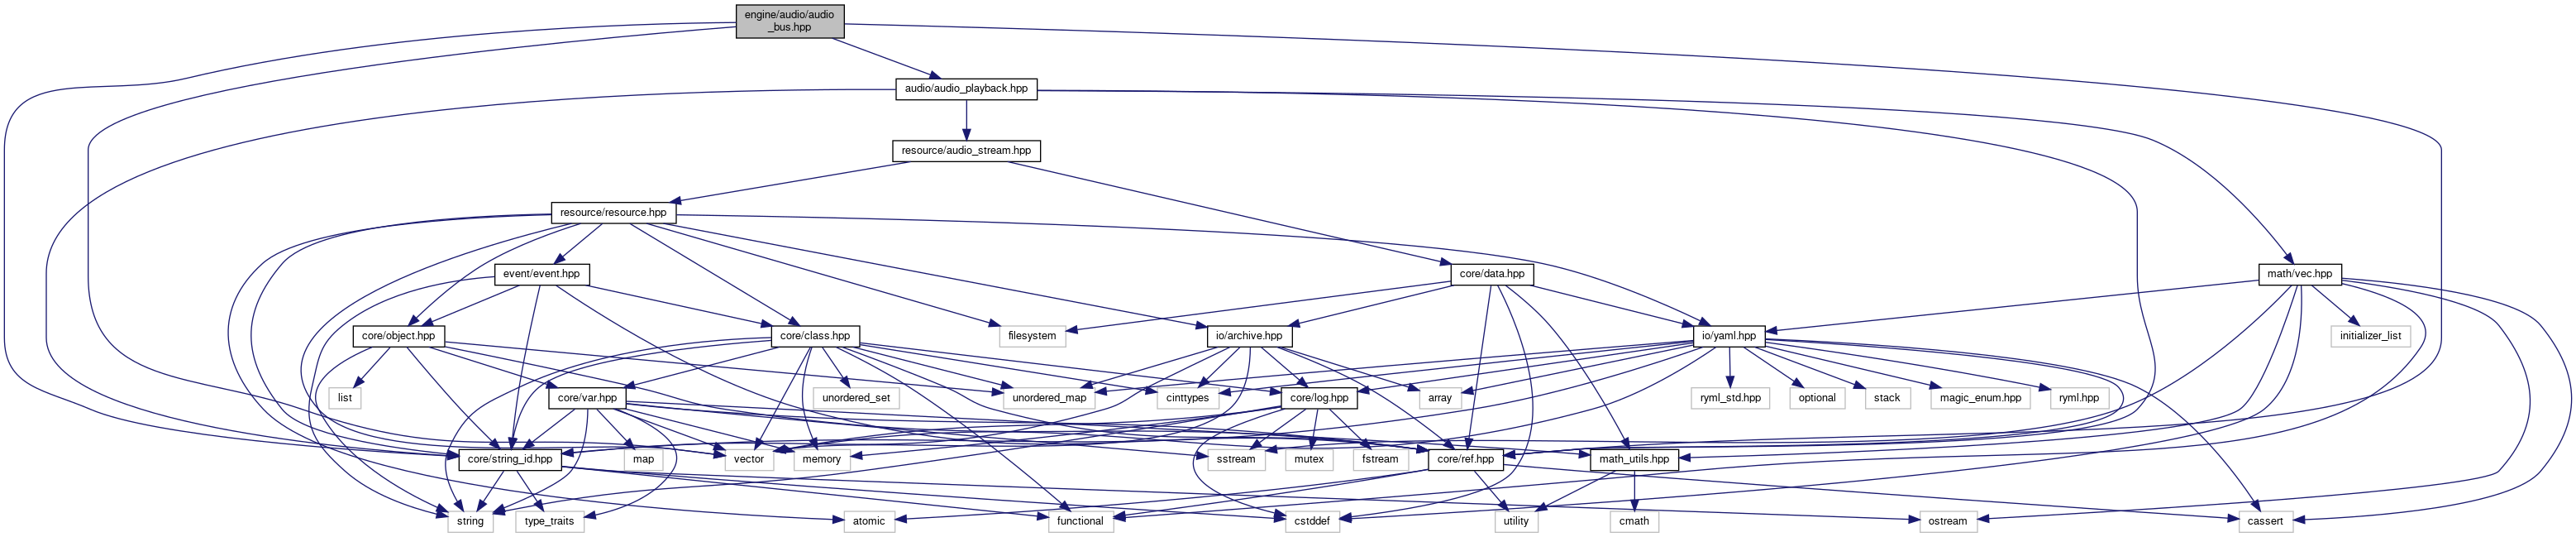 engine/audio/audio
_bus.hpp
audio/audio_playback.hpp
resource/audio_stream.hpp
resource/resource.hpp
event/event.hpp
core/data.hpp
math/vec.hpp
core/object.hpp
filesystem
core/class.hpp
io/archive.hpp
io/yaml.hpp
initializer_list
list
core/var.hpp
unordered_set
unordered_map
cinttypes
core/log.hpp
array
ryml_std.hpp
optional
stack
magic_enum.hpp
ryml.hpp
core/string_id.hpp
map
vector
memory
sstream
mutex
fstream
core/ref.hpp
math_utils.hpp
string
type_traits
atomic
functional
cstddef
utility
cmath
ostream
cassert